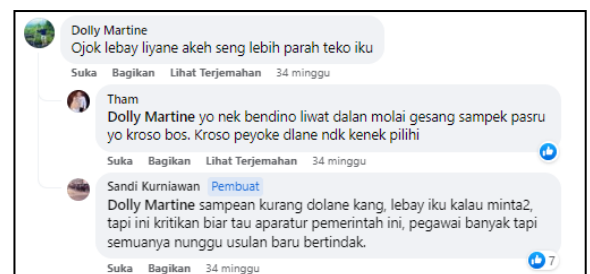 Dolly Martine
Ojok lebay liyane akeh seng lebih parah teko iku
Suka Bagikan Lihat Terjemahan 34 minggu
Tham
Dolly Martine yo nek bendino liwat dalan molai gesang sampek pasru
yo kroso bos. Kroso peyoke dlane ndk kenek pilihi
Suka Bagikan Lihat Terjemahan 34 minggu
Sandi Kurniawan Pembuat
Dolly Martine sampean kurang dolane kang, lebay iku kalau minta2,
tapi ini kritikan biar tau aparatur pemerintah ini, pegawai banyak tapi
semuanya nunggu usulan baru bertindak.
Suka Bagikan 34 minggu 7